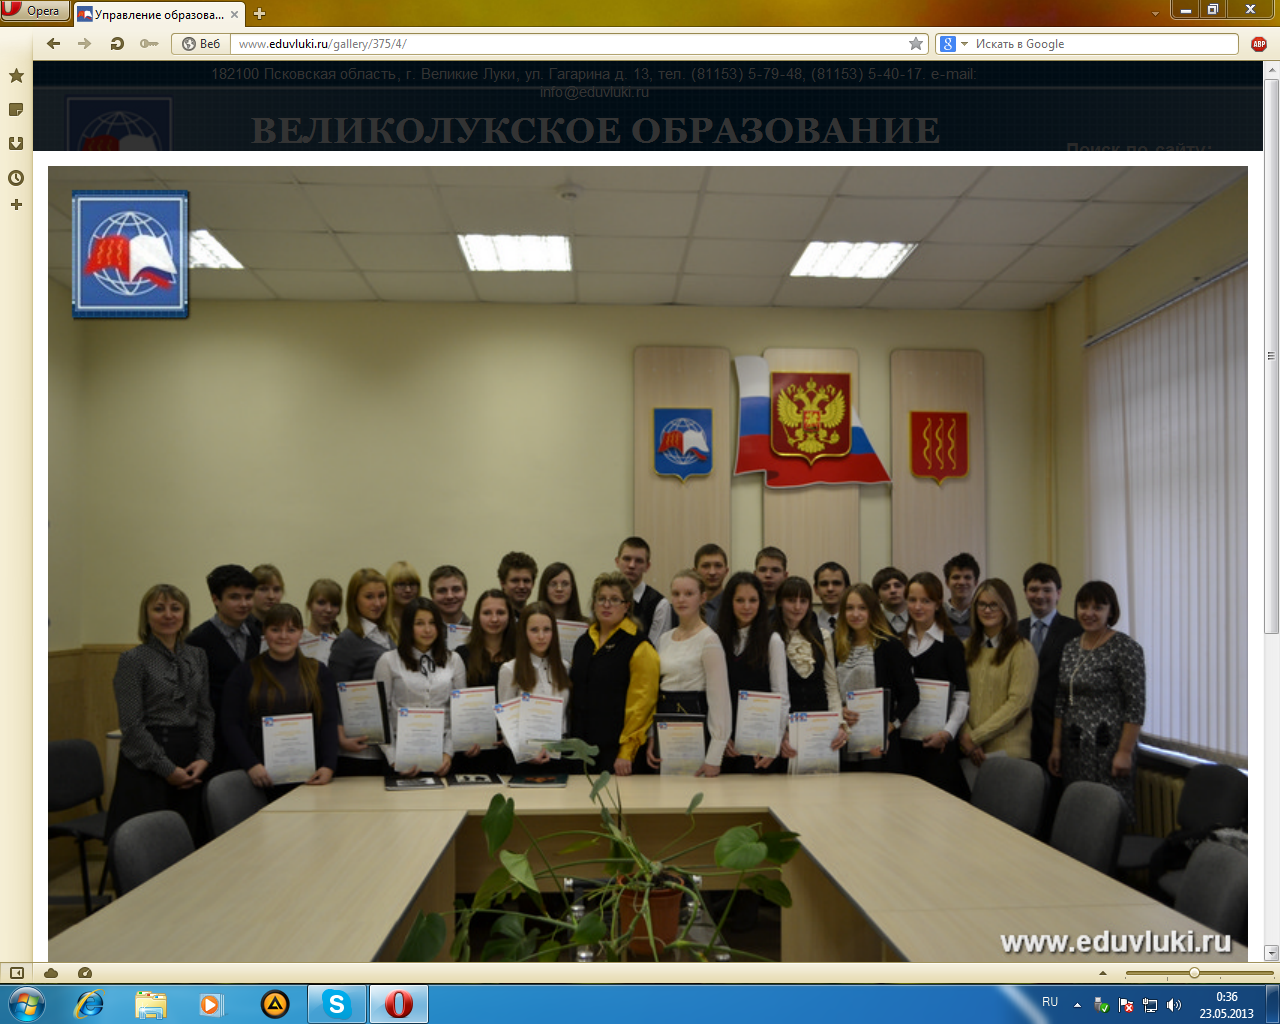 Opera
Управление образова...
Веб
www.eduvluki.ru/gallery/375/4/
Искать в Google
ABP
182100 Псковская область, г. Великие Луки, ул. Гагарина д. 13, тел. (81153) 5-79-48, (81153) 5-40-17. e-mail:
info@eduvluki.ru
ВЕЛИКОЛУКСКОЕ ОБРАЗОВАНИЕ
Поиск по сайту:
www.eduvluki.ru
RU
0:36
23.05.2013